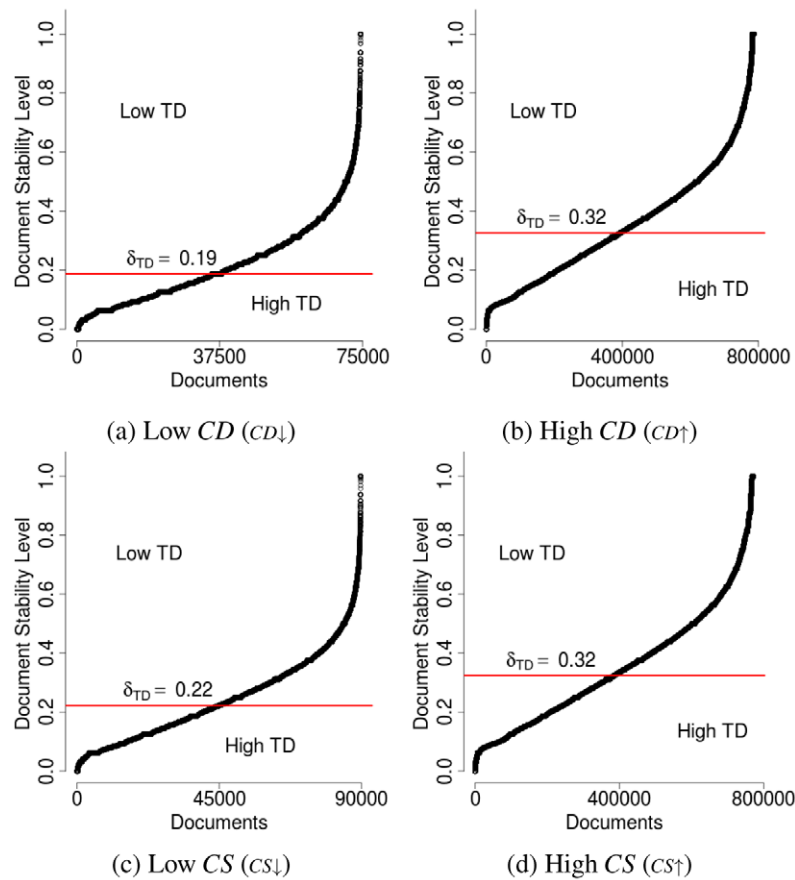 Document Stability Level
0.0 0.2 0.4 0.6 0.8 1.0
Low TD
δTD = 0.19
High TD
0 37500 75000
Documents
(a) Low CD (CD↓)
Document Stability Level
0.0 0.2 0.4 0.6 0.8 1.0
Low TD
δTD = 0.32
High TD
0 400000 800000
Documents
(b) High CD (CD↑)
Document Stability Level
0.0 0.2 0.4 0.6 0.8 1.0
Low TD
δTD = 0.22
High TD
0 45000 90000
Documents
(c) Low CS (CS↓)
Document Stability Level
0.0 0.2 0.4 0.6 0.8 1.0
Low TD
δTD = 0.32
High TD
0 400000 800000
Documents
(d) High CS (CS↑)